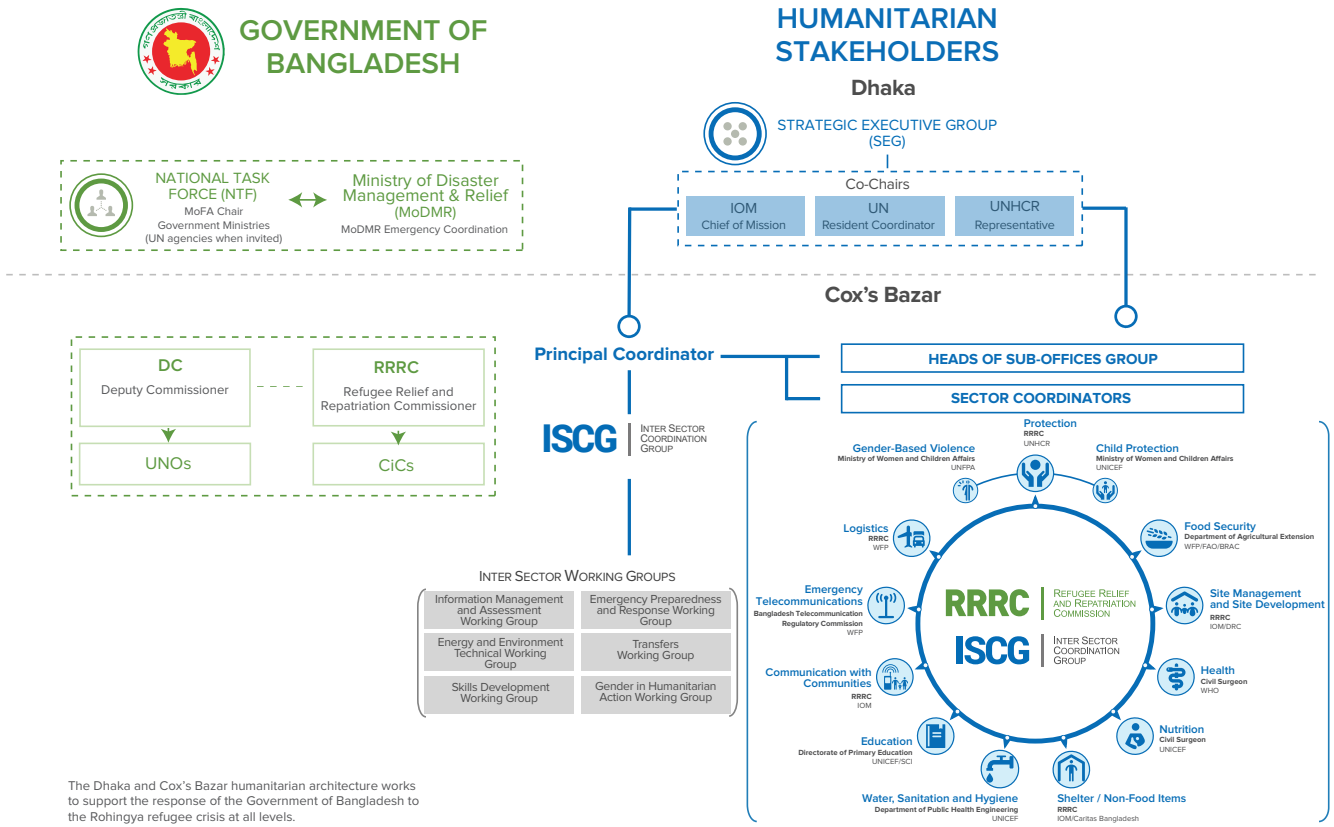 গণপ্রজাতন্ত্রী বাংলাদেশ
সরকার
GOVERNMENT OF
BANGLADESH
HUMANITARIAN
STAKEHOLDERS
Dhaka
STRATEGIC EXECUTIVE GROUP
(SEG)
NATIONAL TASK
FORCE (NTF)
MoFA Chair
Government Ministries
(UN agencies when invited)
Ministry of Disaster
Management & Relief
(MoDMR)
MoDMR Emergency Coordination
Co-Chairs
IOM
Chief of Mission
UN
Resident Coordinator
UNHCR
Representative
Cox's Bazar
DC
Deputy Commissioner
RRRC
Refugee Relief and
Repatriation Commissioner
UNOs
CiCs
Principal Coordinator
HEADS OF SUB-OFFICES GROUP
SECTOR COORDINATORS
ISCG
INTER SECTOR
COORDINATION
GROUP
INTER SECTOR WORKING GROUPS
Information Management
and Assessment
Working Group
Emergency Preparedness
and Response Working
Group
Energy and Environment
Technical Working
Group
Transfers
Working Group
Skills Development
Working Group
Gender in Humanitarian
Action Working Group
Protection
RRRC
UNHCR
Gender-Based Violence
Ministry of Women and Children Affairs
UNFPA
Child Protection
Ministry of Women and Children Affairs
UNICEF
Logistics
RRRC
WFP
Food Security
Department of Agricultural Extension
WFP/FAO/BRAC
Emergency
Telecommunications
Bangladesh Telecommunication
Regulatory Commission
WFP
Site Management
and Site Development
RRRC
IOM/DRC
RRRC
REFUGEE RELIEF
AND REPATRIATION
COMMISSION
ISCG
INTER SECTOR
COORDINATION
GROUP
Communication with
Communities
RRRC
IOM
Health
Civil Surgeon
WHO
Education
Directorate of Primary Education
UNICEF/SCI
Nutrition
Civil Surgeon
UNICEF
Water, Sanitation and Hygiene
Department of Public Health Engineering
UNICEF
Shelter / Non-Food Items
RRRC
IOM/Caritas Bangladesh
The Dhaka and Cox's Bazar humanitarian architecture works
to support the response of the Government of Bangladesh to
the Rohingya refugee crisis at all levels.